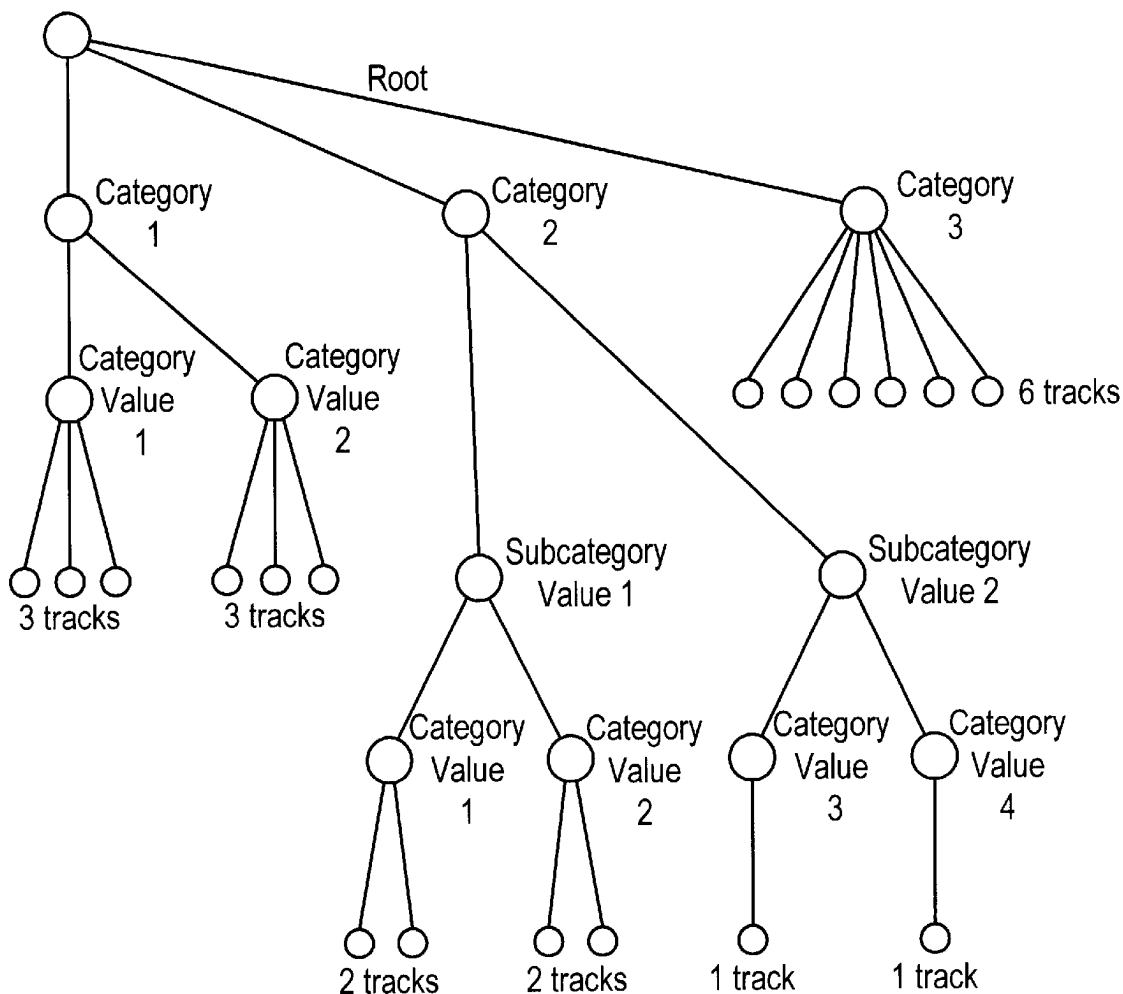 Root
Category
1
Category
2
Category
3
Category
Value
1
Category
Value
2
6 tracks
3 tracks
3 tracks
Subcategory
Value 1
Subcategory
Value 2
Category
Value
1
Category
Value
2
Category
Value
3
Category
Value
4
2 tracks
2 tracks
1 track
1 track